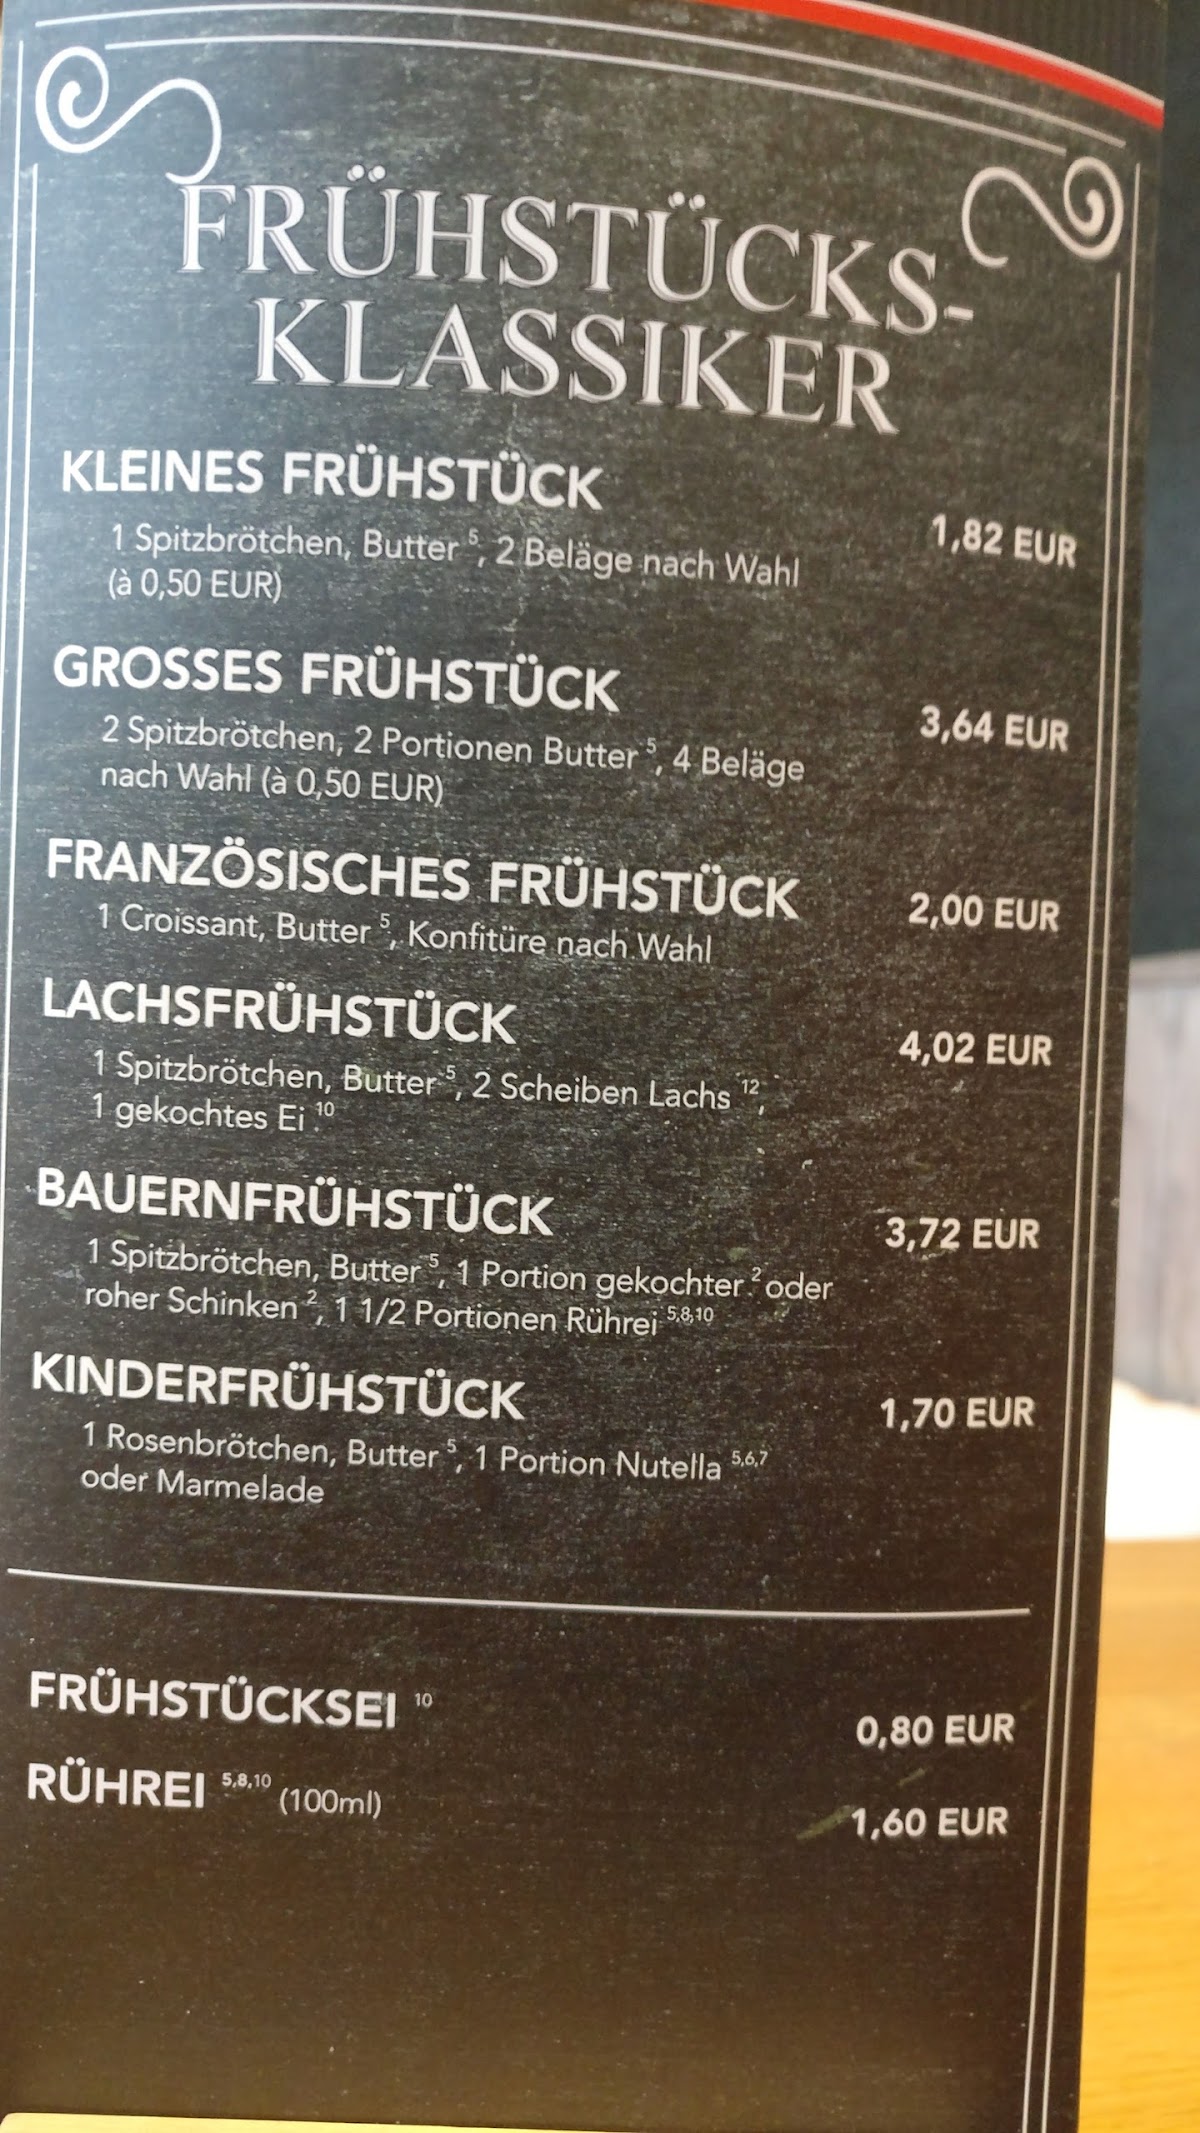 FRÜHSTÜCKS-
KLASSIKER
KLEINES FRÜHSTÜCK
1,82 EUR
1 Spitzbrötchen, Butter ⁵, 2 Beläge nach Wahl
(à 0,50 EUR)
GROSSES FRÜHSTÜCK
3,64 EUR
2 Spitzbrötchen, 2 Portionen Butter ⁵, 4 Beläge
nach Wahl (à 0,50 EUR)
FRANZÖSISCHES FRÜHSTÜCK
2,00 EUR
1 Croissant, Butter ⁵, Konfitüre nach Wahl
LACHSFRÜHSTÜCK
4,02 EUR
1 Spitzbrötchen, Butter ⁵, 2 Scheiben Lachs ¹²,
1 gekochtes Ei ¹⁰
BAUERNFRÜHSTÜCK
3,72 EUR
1 Spitzbrötchen, Butter ⁵, 1 Portion gekochter ² oder
roher Schinken ², 1 1/2 Portionen Rührei ⁵,⁸,¹⁰
KINDERFRÜHSTÜCK
1,70 EUR
1 Rosenbrötchen, Butter ⁵, 1 Portion Nutella ⁵,⁶,⁷
oder Marmelade
FRÜHSTÜCKSEI ¹⁰
0,80 EUR
RÜHREI ⁵,⁸,¹⁰ (100ml)
1,60 EUR